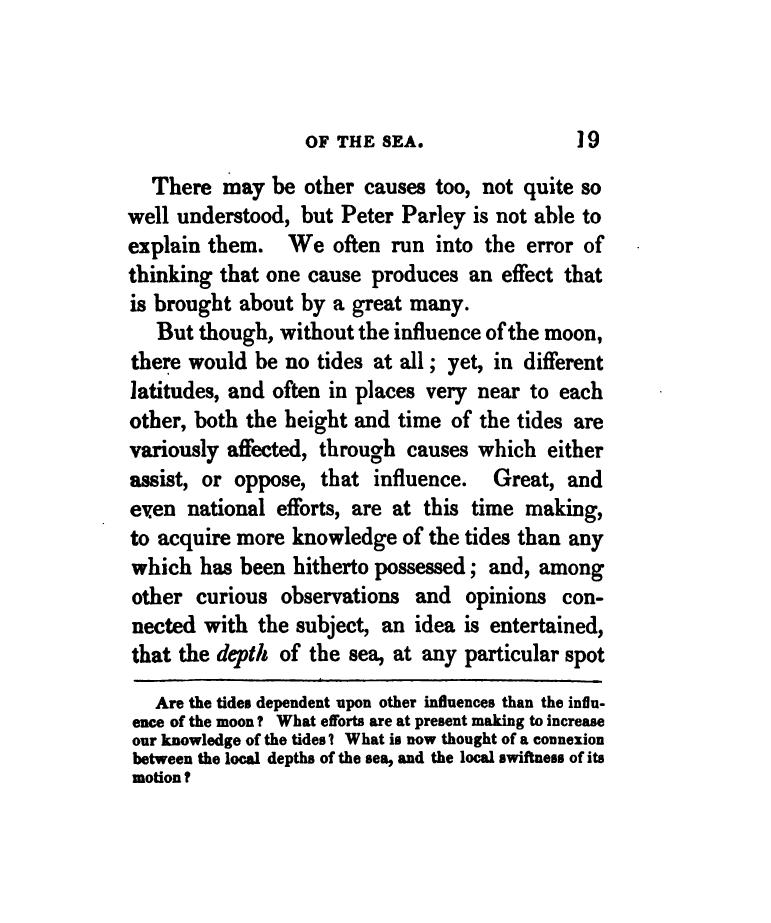 OF THE SEA. 19
There may be other causes too, not quite so
well understood, but Peter Parley is not able to
explain them. We often run into the error of
thinking that one cause produces an effect that
is brought about by a great many.
But though, without the influence of the moon,
there would be no tides at all; yet, in different
latitudes, and often in places very near to each
other, both the height and time of the tides are
variously affected, through causes which either
assist, or oppose, that influence. Great, and
even national efforts, are at this time making,
to acquire more knowledge of the tides than any
which has been hitherto possessed; and, among
other curious observations and opinions con-
nected with the subject, an idea is entertained,
that the depth of the sea, at any particular spot
Are the tides dependent upon other influences than the influ-
ence of the moon? What efforts are at present making to increase
our knowledge of the tides? What is now thought of a connexion
between the local depths of the sea, and the local swiftness of its
motion?